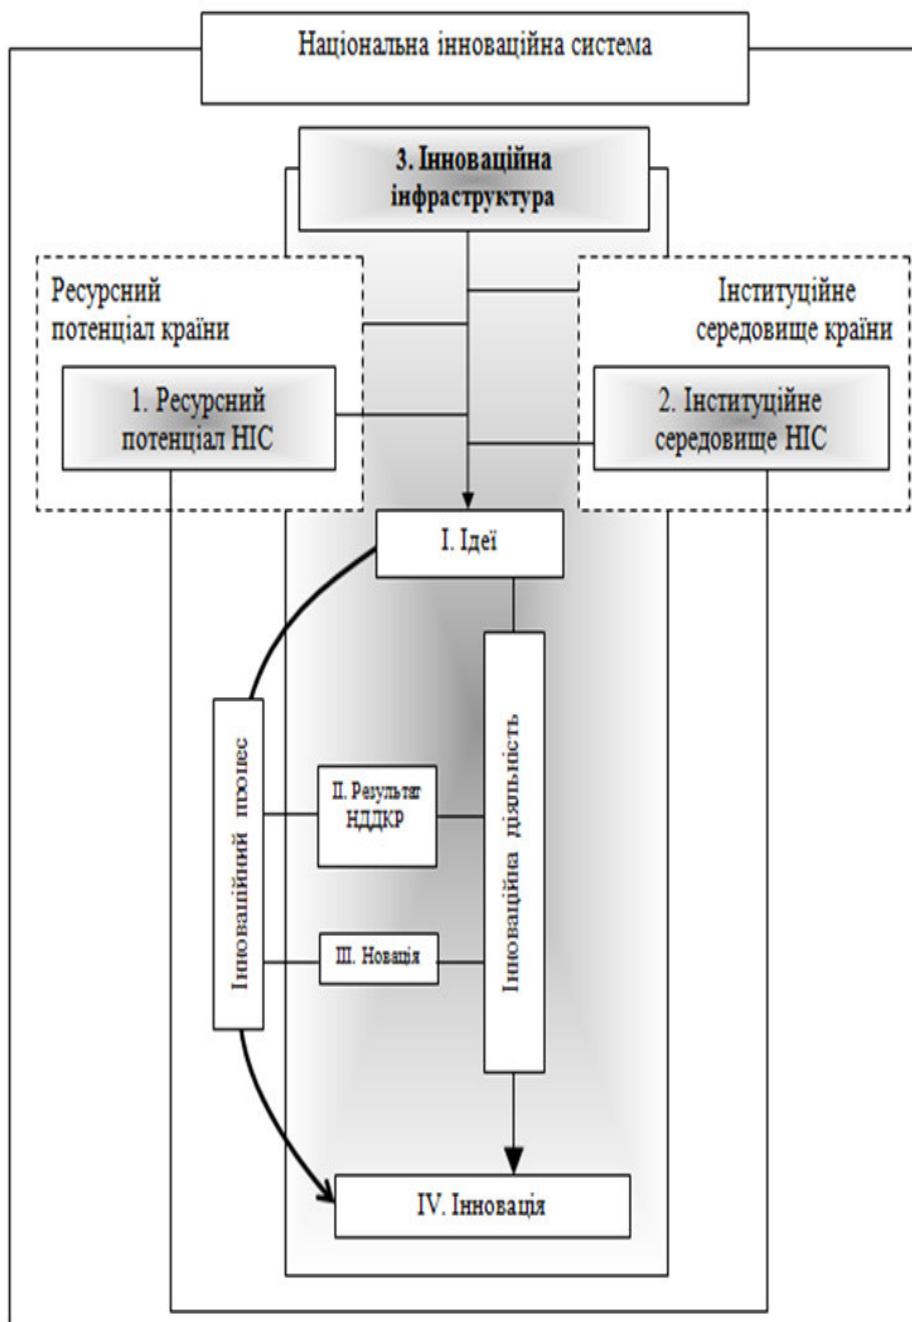 Національна інноваційна система
3. Інноваційна
інфраструктура
Ресурсний
потенціал країни
Інституційне
середовище країни
1. Ресурсний
потенціал НІС
2. Інституційне
середовище НІС
І. Ідеї
Інноваційний процес
ІІ. Результат
НДДКР
Інноваційна діяльність
ІІІ. Новація
IV. Інновація